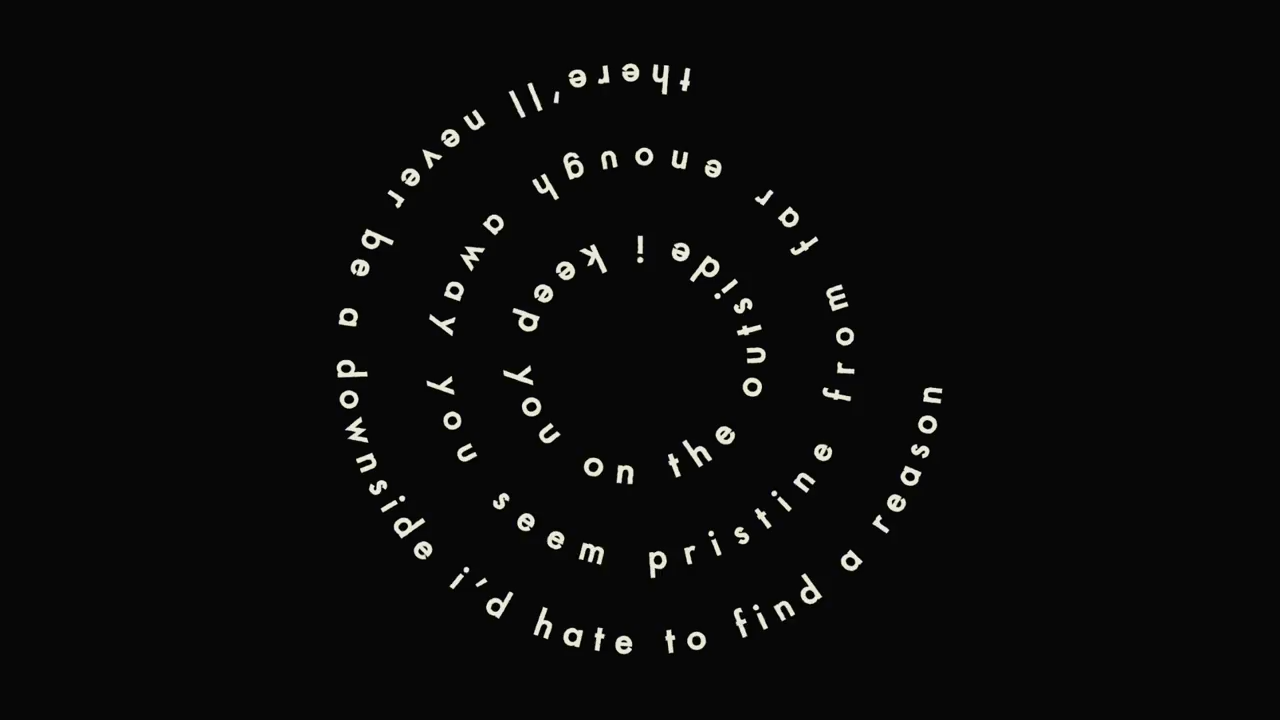 there'll never be a downside i'd hate to find a reason
from far enough away you seem pristine
i keep you on the outside